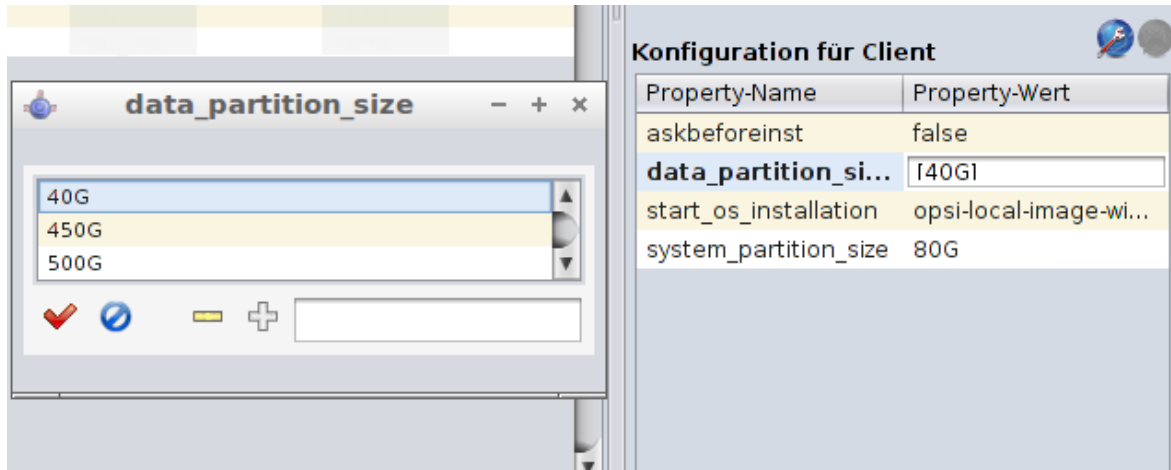 data_partition_size
40G
450G
500G
Konfiguration für Client
Property-Name Property-Wert
askbeforeinst false
data_partition_si... [40G]
start_os_installation opsi-local-image-wi...
system_partition_size 80G